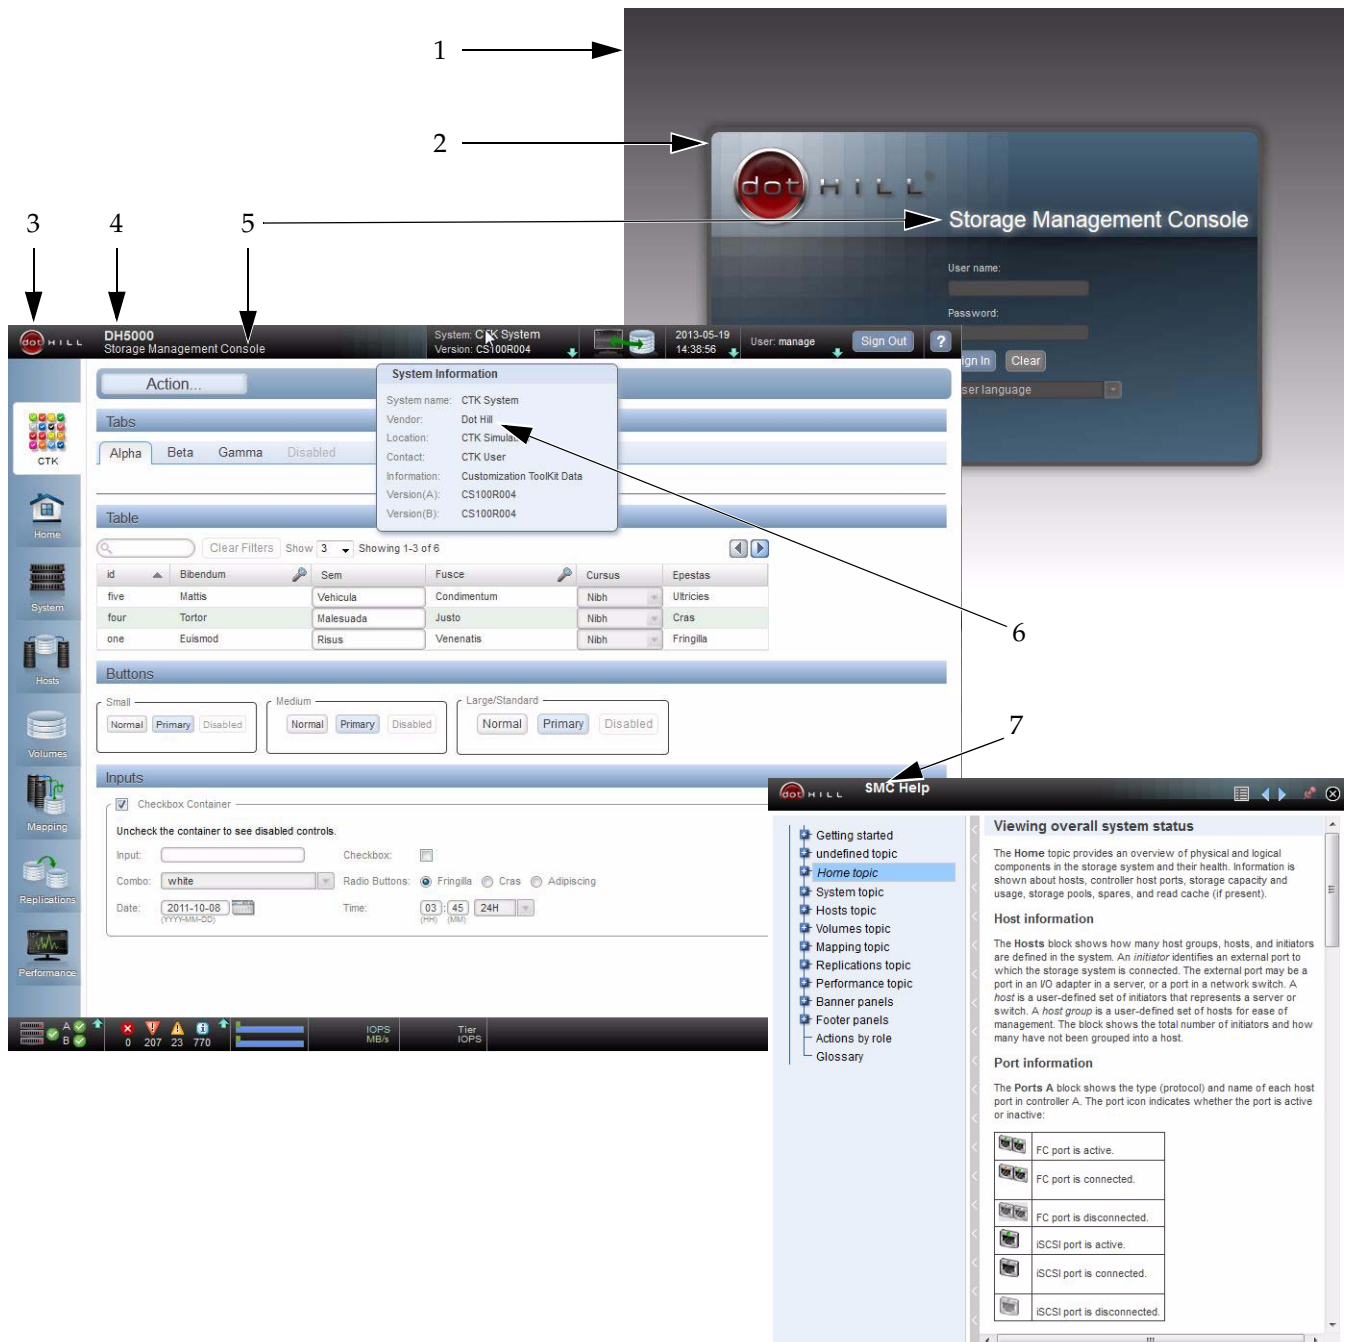 1
2
dot HILL
Storage Management Console
User name:
Password:
Sign In
Clear
User language
3
4
5
dot HILL
DH5000
Storage Management Console
System: CTK System
Version: CS100R004
2013-05-19
14:38:56
User: manage
Sign Out
?
Action...
System Information
System name: CTK System
Vendor: Dot Hill
Location: CTK Simulat
Contact: CTK User
Information: Customization ToolKit Data
Version(A): CS100R004
Version(B): CS100R004
Tabs
Alpha Beta Gamma Disabled
CTK
Home
System
Hosts
Volumes
Mapping
Replications
Performance
Table
Clear Filters Show 3 Showing 1-3 of 6
id Bibendum Sem Fusce Cursus Epestas
five Mattis Vehicula Condimentum Nibh Ultricies
four Tortor Malesuada Justo Nibh Cras
one Euismod Risus Venenatis Nibh Fringilla
6
Buttons
Small
Normal Primary Disabled
Medium
Normal Primary Disabled
Large/Standard
Normal Primary Disabled
Inputs
Checkbox Container
Uncheck the container to see disabled controls.
Input: Checkbox:
Combo: white Radio Buttons: Fringilla Cras Adipiscing
Date: 2011-10-08 Time: 03 : 45 24H
(YYYY-MM-DD) (HH) (MM)
A
B
0 207 23 770
IOPS
MB/s
Tier
IOPS
7
dot HILL
SMC Help
Getting started
undefined topic
Home topic
System topic
Hosts topic
Volumes topic
Mapping topic
Replications topic
Performance topic
Banner panels
Footer panels
Actions by role
Glossary
Viewing overall system status
The Home topic provides an overview of physical and logical
components in the storage system and their health. Information is
shown about hosts, controller host ports, storage capacity and
usage, storage pools, spares, and read cache (if present).
Host information
The Hosts block shows how many host groups, hosts, and initiators
are defined in the system. An initiator identifies an external port to
which the storage system is connected. The external port may be a
port in an I/O adapter in a server, or a port in a network switch. A
host is a user-defined set of initiators that represents a server or
switch. A host group is a user-defined set of hosts for ease of
management. The block shows the total number of initiators and how
many have not been grouped into a host.
Port information
The Ports A block shows the type (protocol) and name of each host
port in controller A. The port icon indicates whether the port is active
or inactive:
FC port is active.
FC port is connected.
FC port is disconnected.
iSCSI port is active.
iSCSI port is connected.
iSCSI port is disconnected.